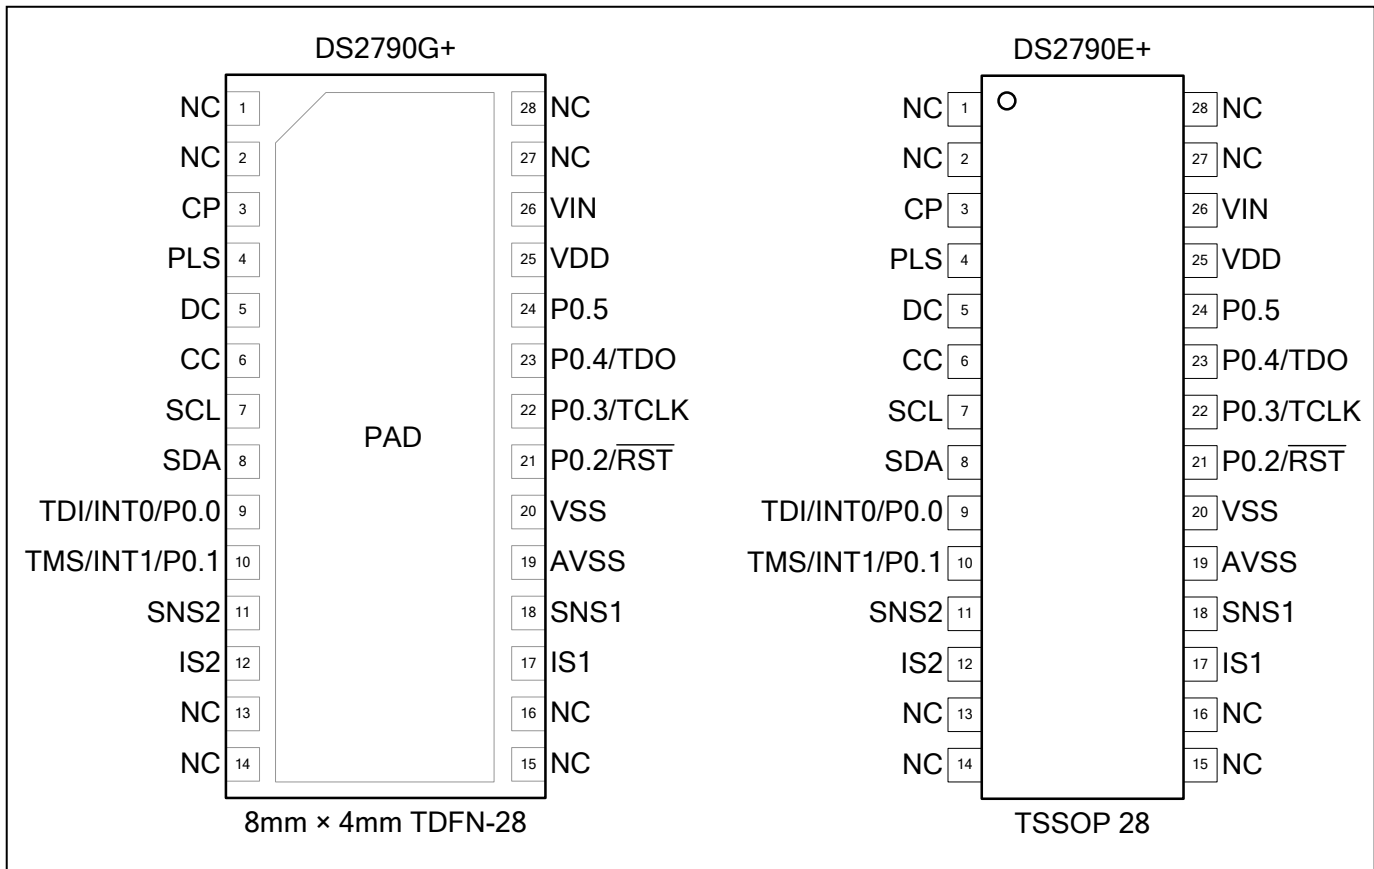 DS2790G+
NC 1
NC 2
CP 3
PLS 4
DC 5
CC 6
SCL 7
SDA 8
TDI/INT0/P0.0 9
TMS/INT1/P0.1 10
SNS2 11
IS2 12
NC 13
NC 14
PAD
28 NC
27 NC
26 VIN
25 VDD
24 P0.5
23 P0.4/TDO
22 P0.3/TCLK
21 P0.2/R̅S̅T̅
20 VSS
19 AVSS
18 SNS1
17 IS1
16 NC
15 NC
8mm × 4mm TDFN-28
DS2790E+
NC 1
NC 2
CP 3
PLS 4
DC 5
CC 6
SCL 7
SDA 8
TDI/INT0/P0.0 9
TMS/INT1/P0.1 10
SNS2 11
IS2 12
NC 13
NC 14
28 NC
27 NC
26 VIN
25 VDD
24 P0.5
23 P0.4/TDO
22 P0.3/TCLK
21 P0.2/R̅S̅T̅
20 VSS
19 AVSS
18 SNS1
17 IS1
16 NC
15 NC
TSSOP 28